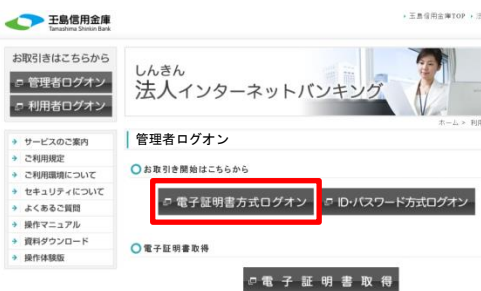 玉島信用金庫
Tamashima Shinkin Bank
玉島信用金庫TOP
お取引きはこちらから
管理者ログオン
利用者ログオン
しんきん
法人インターネットバンキング
ホーム >
サービスのご案内
ご利用規定
ご利用環境について
セキュリティについて
よくあるご質問
操作マニュアル
資料ダウンロード
操作体験版
管理者ログオン
お取引き開始はこちらから
電子証明書方式ログオン
ID・パスワード方式ログオン
電子証明書取得
電子証明書取得